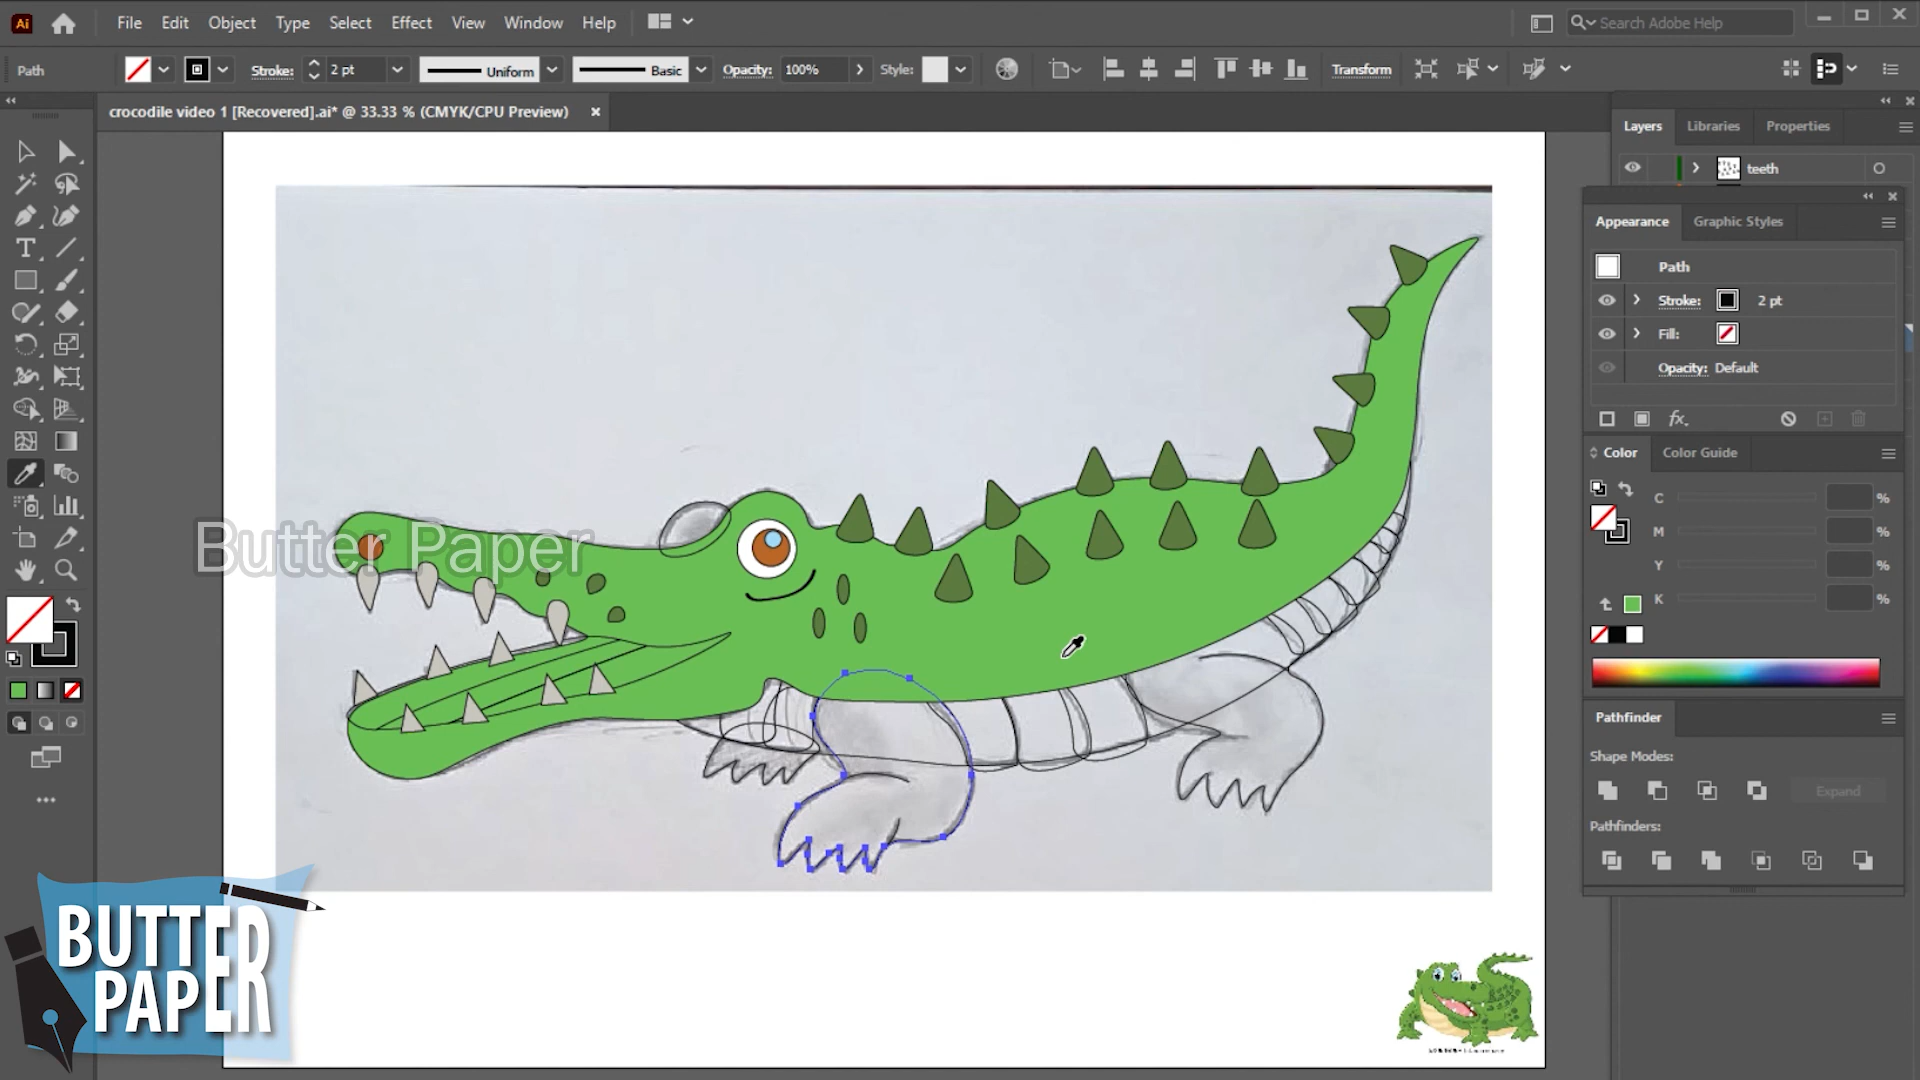 Ai File Edit Object Type Select Effect View Window Help Search Adobe Help
Path Stroke: 2 pt Uniform Basic Opacity: 100% Style: Transform
crocodile video 1 [Recovered].ai* @ 33.33 % (CMYK/CPU Preview)
Layers Libraries Properties
teeth
Appearance Graphic Styles
Path
Stroke: 2 pt
Fill:
Opacity: Default
fx
Color Guide
Color
C %
M %
Y %
K %
Pathfinder
Shape Modes:
Expand
Pathfinders:
Butter Paper
BUTTER
PAPER